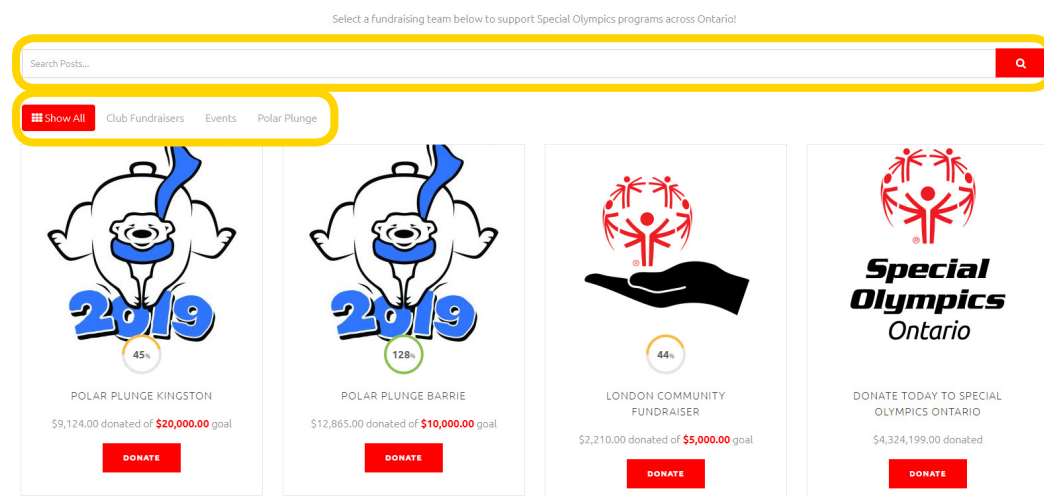 Select a fundraising team below to support Special Olympics programs across Ontario!
Search Posts...
Show All Club Fundraisers Events Polar Plunge
2019
45%
POLAR PLUNGE KINGSTON
$9,124.00 donated of $20,000.00 goal
DONATE
2019
128%
POLAR PLUNGE BARRIE
$12,865.00 donated of $10,000.00 goal
DONATE
®
44%
LONDON COMMUNITY
FUNDRAISER
$2,210.00 donated of $5,000.00 goal
DONATE
®
Special
Olympics
Ontario
DONATE TODAY TO SPECIAL
OLYMPICS ONTARIO
$4,324,199.00 donated
DONATE